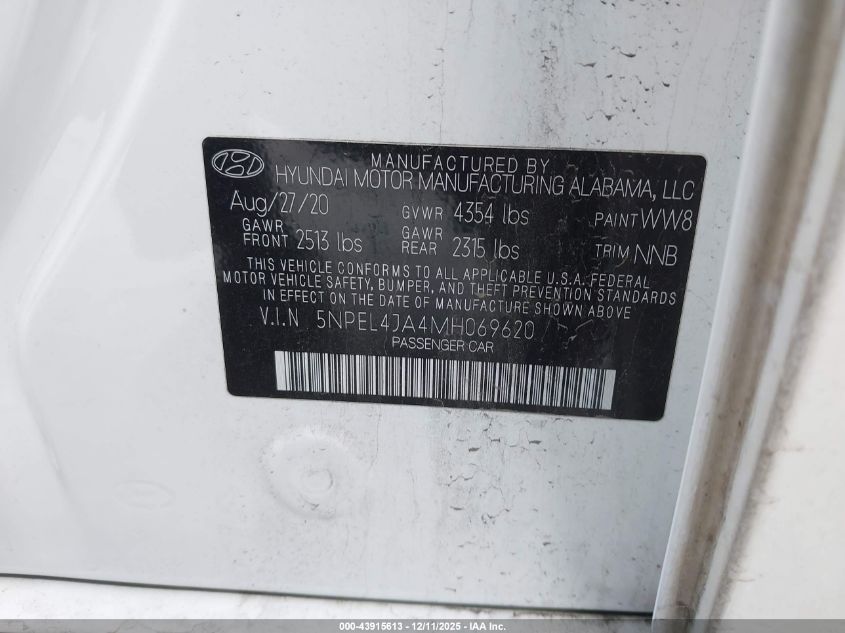 MANUFACTURED BY
HYUNDAI MOTOR MANUFACTURING ALABAMA, LLC
Aug/27/20 GVWR 4354 lbs PAINT WW8
GAWR FRONT 2513 lbs GAWR REAR 2315 lbs TRIM NNB
THIS VEHICLE CONFORMS TO ALL APPLICABLE U.S.A. FEDERAL
MOTOR VEHICLE SAFETY, BUMPER, AND THEFT PREVENTION STANDARDS
IN EFFECT ON THE DATE OF MANUFACTURE SHOWN ABOVE
V.I.N 5NPEL4JA4MH069620
PASSENGER CAR
000-43915613 - 12/11/2025 - IAA Inc.